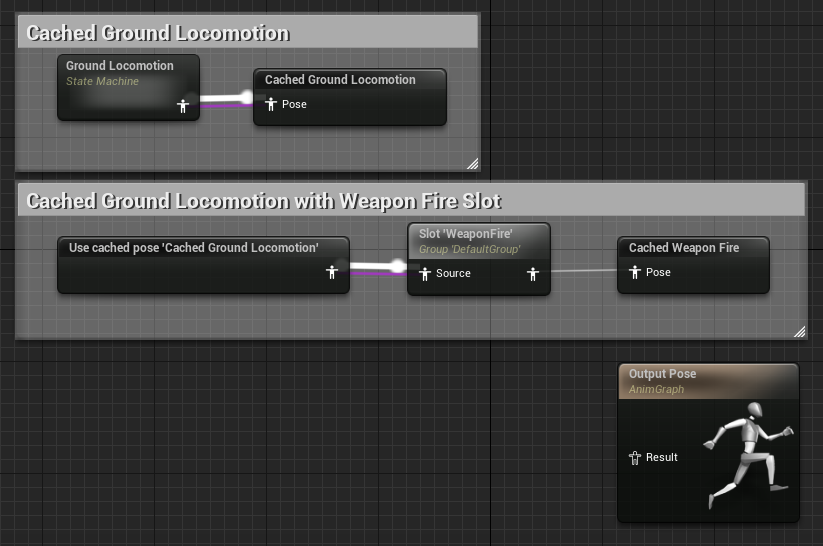 Cached Ground Locomotion
Ground Locomotion
State Machine
Cached Ground Locomotion
Pose
Cached Ground Locomotion with Weapon Fire Slot
Use cached pose 'Cached Ground Locomotion'
Slot 'WeaponFire'
Group 'DefaultGroup'
Source
Cached Weapon Fire
Pose
Output Pose
AnimGraph
Result